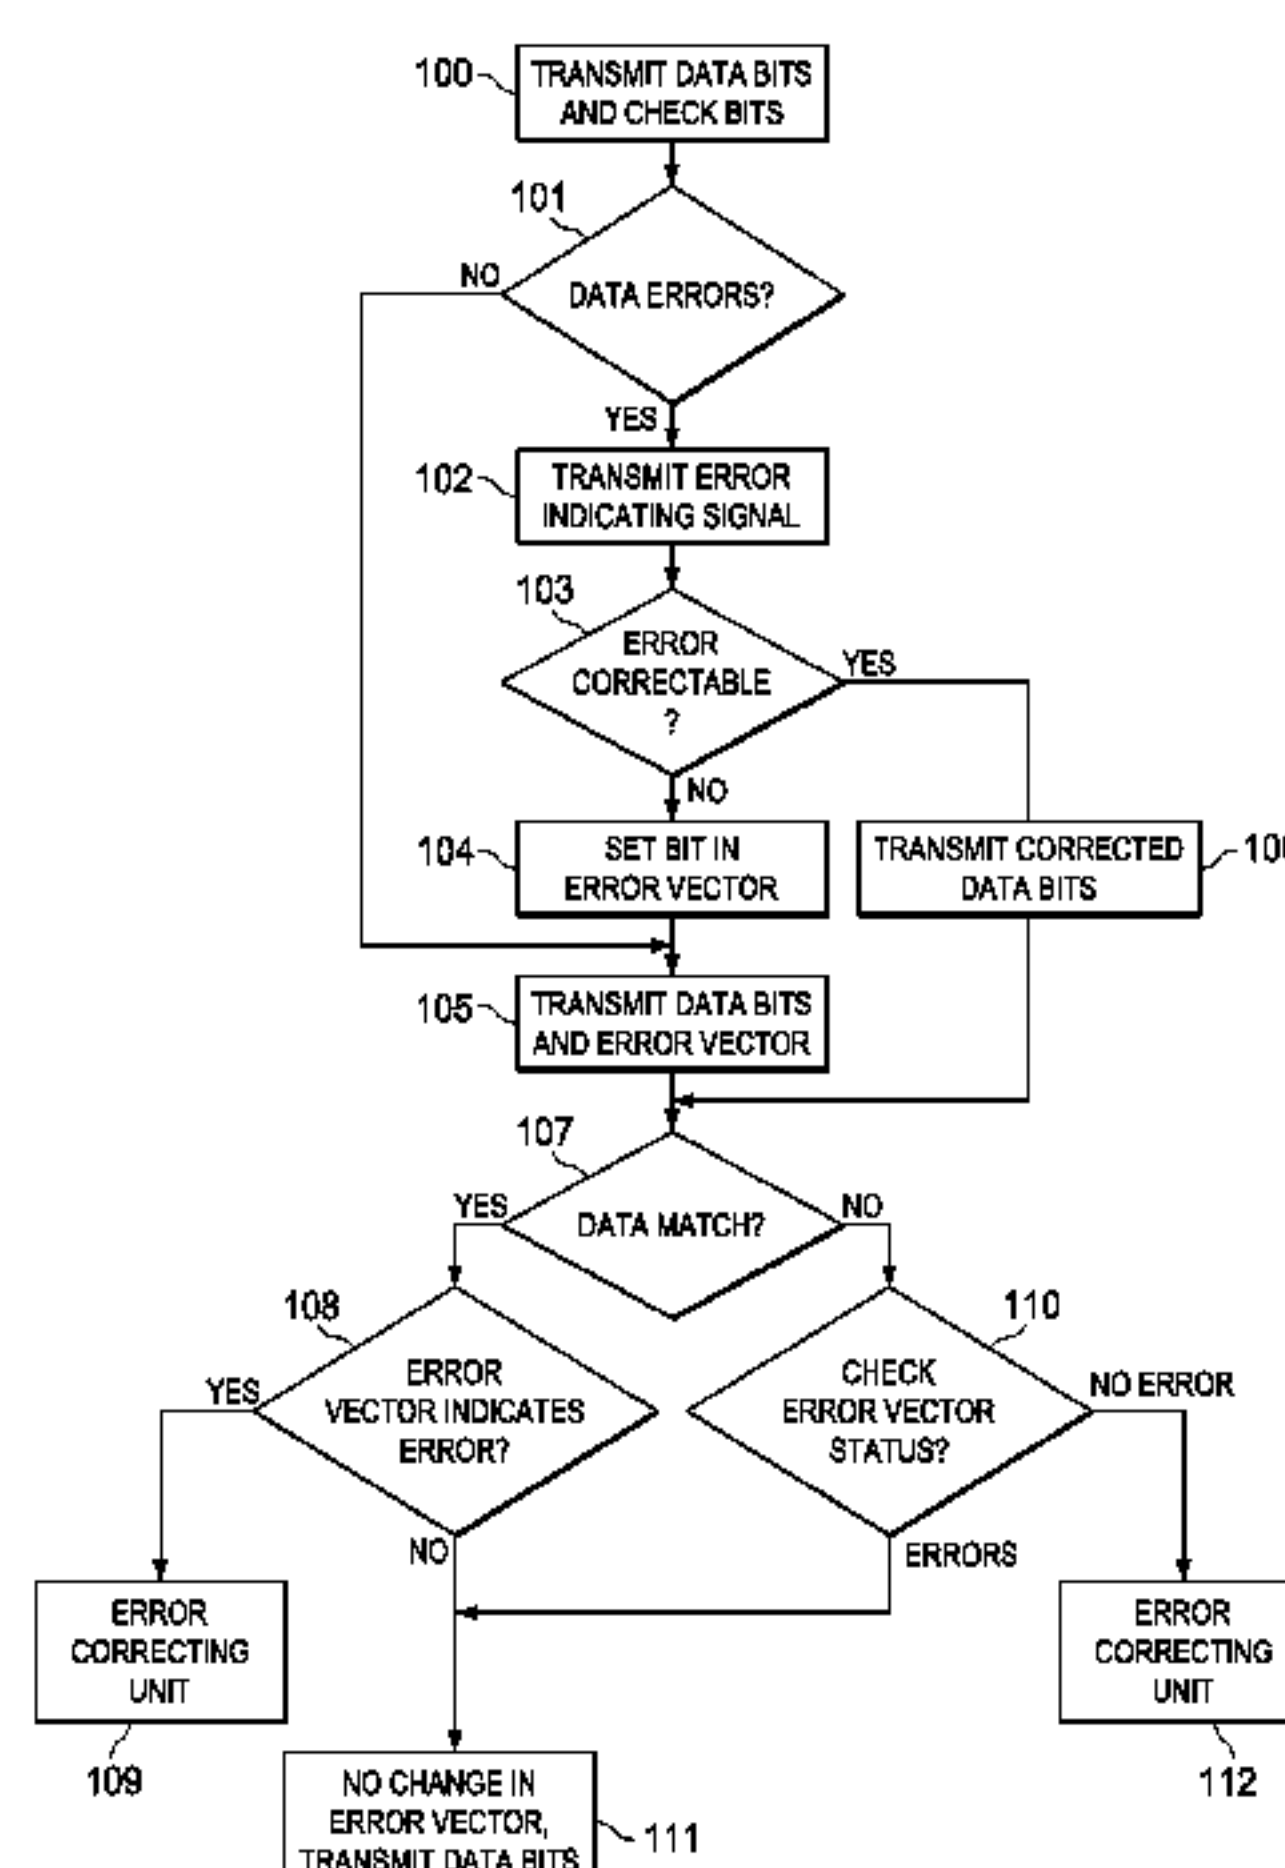 100
TRANSMIT DATA BITS
AND CHECK BITS
101
NO
DATA ERRORS?
YES
102
TRANSMIT ERROR
INDICATING SIGNAL
103
ERROR
CORRECTABLE
?
YES
NO
104
SET BIT IN
ERROR VECTOR
TRANSMIT CORRECTED
DATA BITS
105
TRANSMIT DATA BITS
AND ERROR VECTOR
107
YES
DATA MATCH?
NO
108
YES
ERROR
VECTOR INDICATES
ERROR?
NO
110
CHECK
ERROR VECTOR
STATUS?
NO ERROR
ERRORS
ERROR
CORRECTING
UNIT
109
ERROR
CORRECTING
UNIT
112
NO CHANGE IN
ERROR VECTOR,
TRANSMIT DATA BITS
111